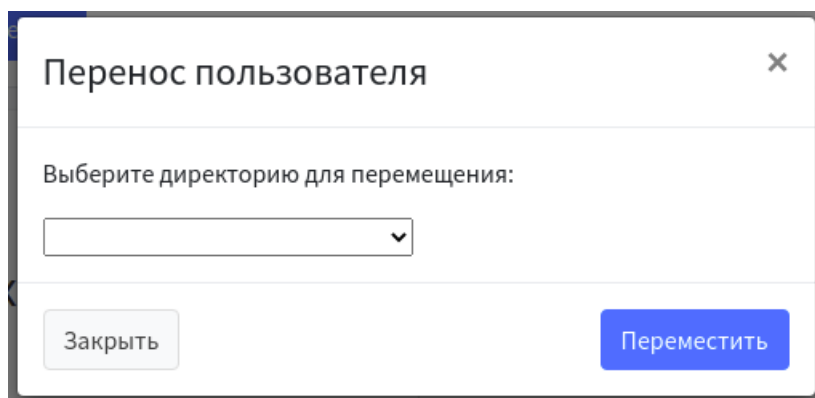 Перенос пользователя ×
Выберите директорию для перемещения:
Закрыть Переместить